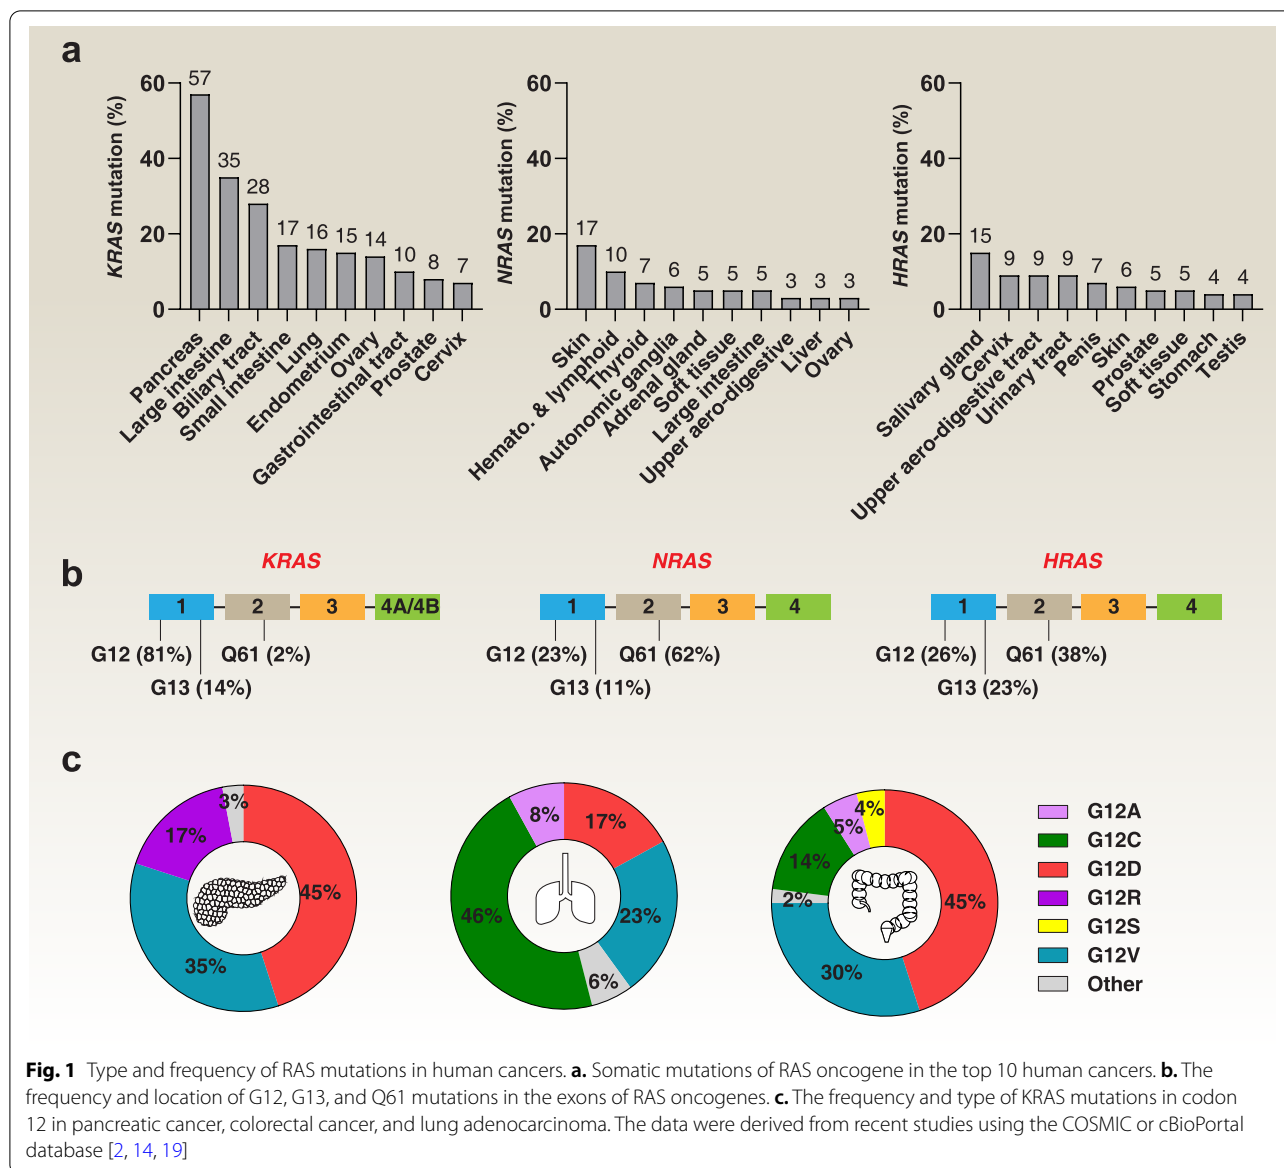 a
KRAS mutation (%)
60
40
20
0
57
35
28
17
16
15
14
10
8
7
Pancreas
Large intestine
Biliary tract
Small intestine
Lung
Endometrium
Ovary
Gastrointestinal tract
Prostate
Cervix
NRAS mutation (%)
60
40
20
0
17
10
7
6
5
5
5
3
3
3
Skin
Hemato. & lymphoid
Thyroid
Autonomic ganglia
Adrenal gland
Soft tissue
Large intestine
Upper aero-digestive
Liver
Ovary
HRAS mutation (%)
60
40
20
0
15
9
9
9
7
6
5
5
4
4
Salivary gland
Cervix
Upper aero-digestive tract
Urinary tract
Penis
Skin
Prostate
Soft tissue
Stomach
Testis
b
KRAS
1 2 3 4A/4B
G12 (81%) Q61 (2%)
G13 (14%)
NRAS
1 2 3 4
G12 (23%) Q61 (62%)
G13 (11%)
HRAS
1 2 3 4
G12 (26%) Q61 (38%)
G13 (23%)
c
3%
17%
45%
35%
8%
17%
46%
23%
6%
4%
5%
14%
2%
45%
30%
G12A
G12C
G12D
G12R
G12S
G12V
Other
Fig. 1 Type and frequency of RAS mutations in human cancers. a. Somatic mutations of RAS oncogene in the top 10 human cancers. b. The
frequency and location of G12, G13, and Q61 mutations in the exons of RAS oncogenes. c. The frequency and type of KRAS mutations in codon
12 in pancreatic cancer, colorectal cancer, and lung adenocarcinoma. The data were derived from recent studies using the COSMIC or cBioPortal
database [2, 14, 19]